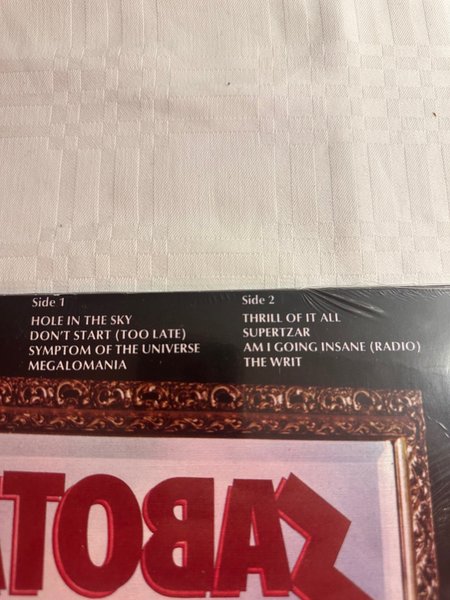 Side 1
HOLE IN THE SKY
DON'T START (TOO LATE)
SYMPTOM OF THE UNIVERSE
MEGALOMANIA
Side 2
THRILL OF IT ALL
SUPERTZAR
AM I GOING INSANE (RADIO)
THE WRIT
SABOT